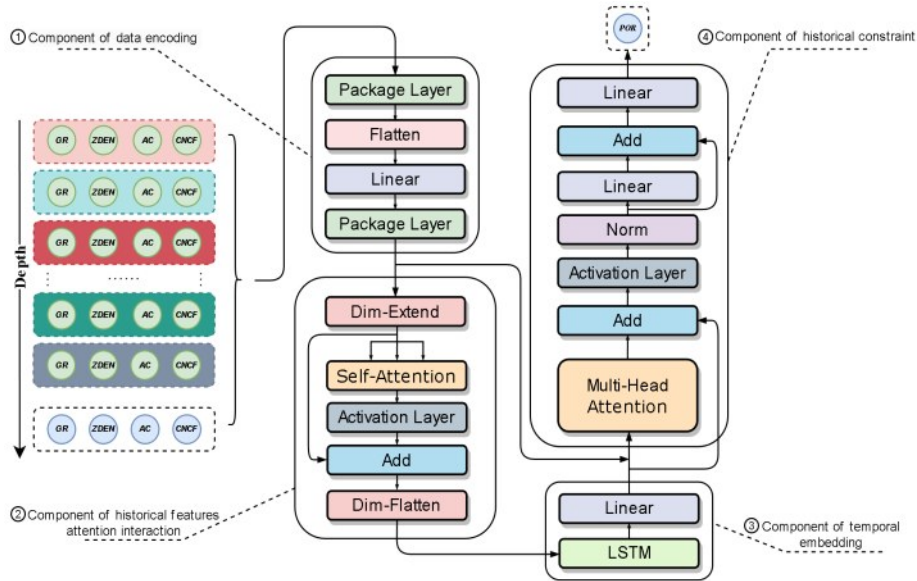 ① Component of data encoding
Depth
GR ZDEN AC CNCF
GR ZDEN AC CNCF
GR ZDEN AC CNCF
......
GR ZDEN AC CNCF
GR ZDEN AC CNCF
GR ZDEN AC CNCF
Package Layer
Flatten
Linear
Package Layer
Dim-Extend
Self-Attention
Activation Layer
Add
Dim-Flatten
② Component of historical features
attention interaction
POR
④ Component of historical constraint
Linear
Add
Linear
Norm
Activation Layer
Add
Multi-Head
Attention
Linear
LSTM
③ Component of temporal
embedding